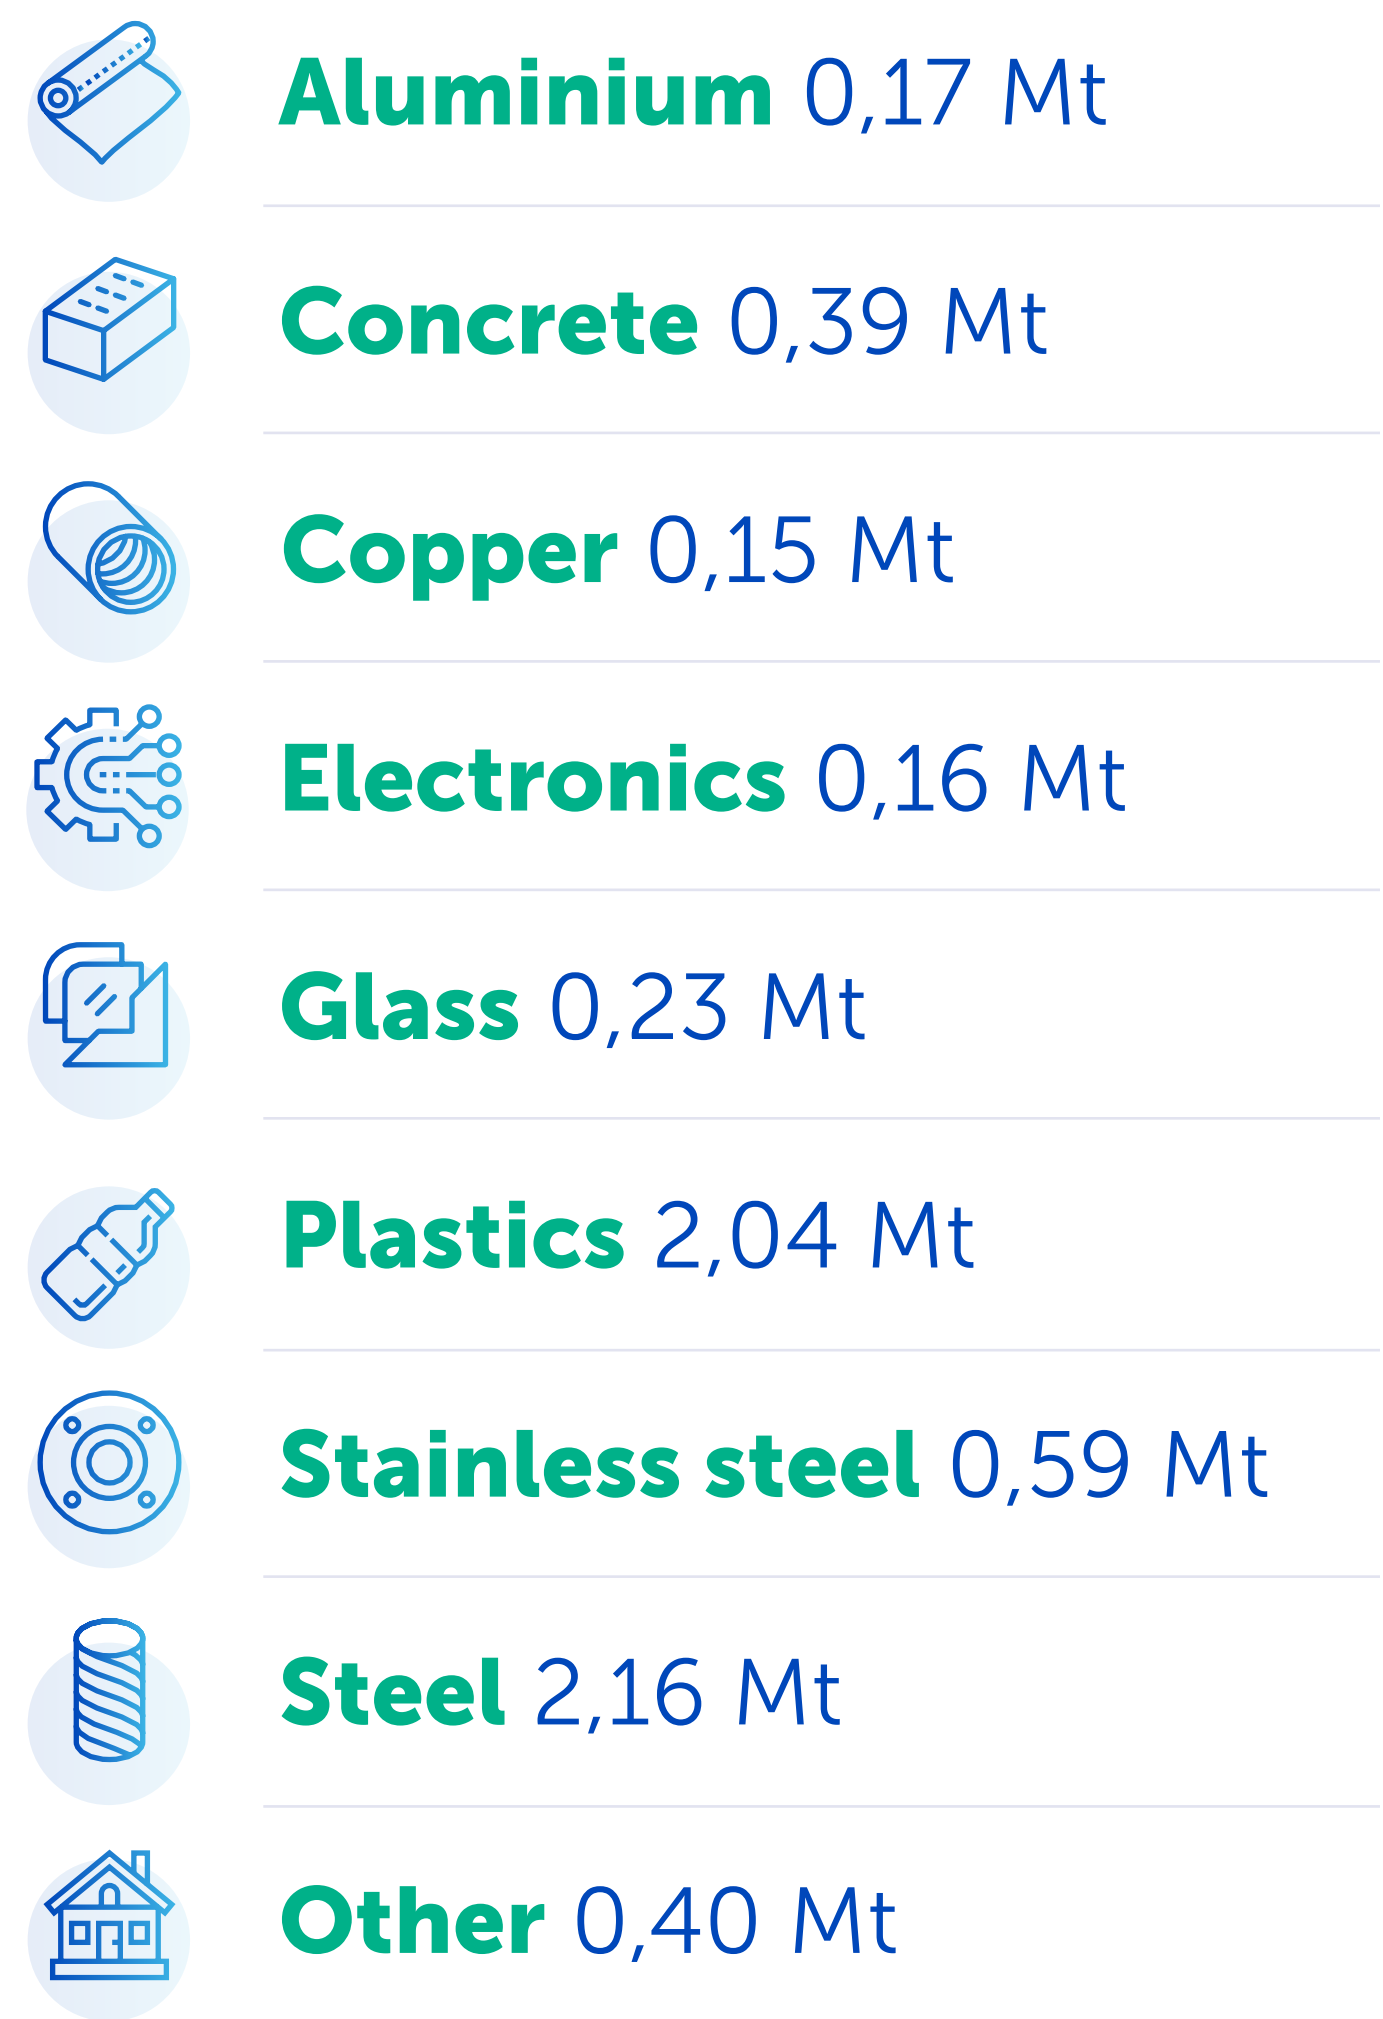 Aluminium 0,17 Mt
Concrete 0,39 Mt
Copper 0,15 Mt
Electronics 0,16 Mt
Glass 0,23 Mt
Plastics 2,04 Mt
Stainless steel 0,59 Mt
Steel 2,16 Mt
Other 0,40 Mt